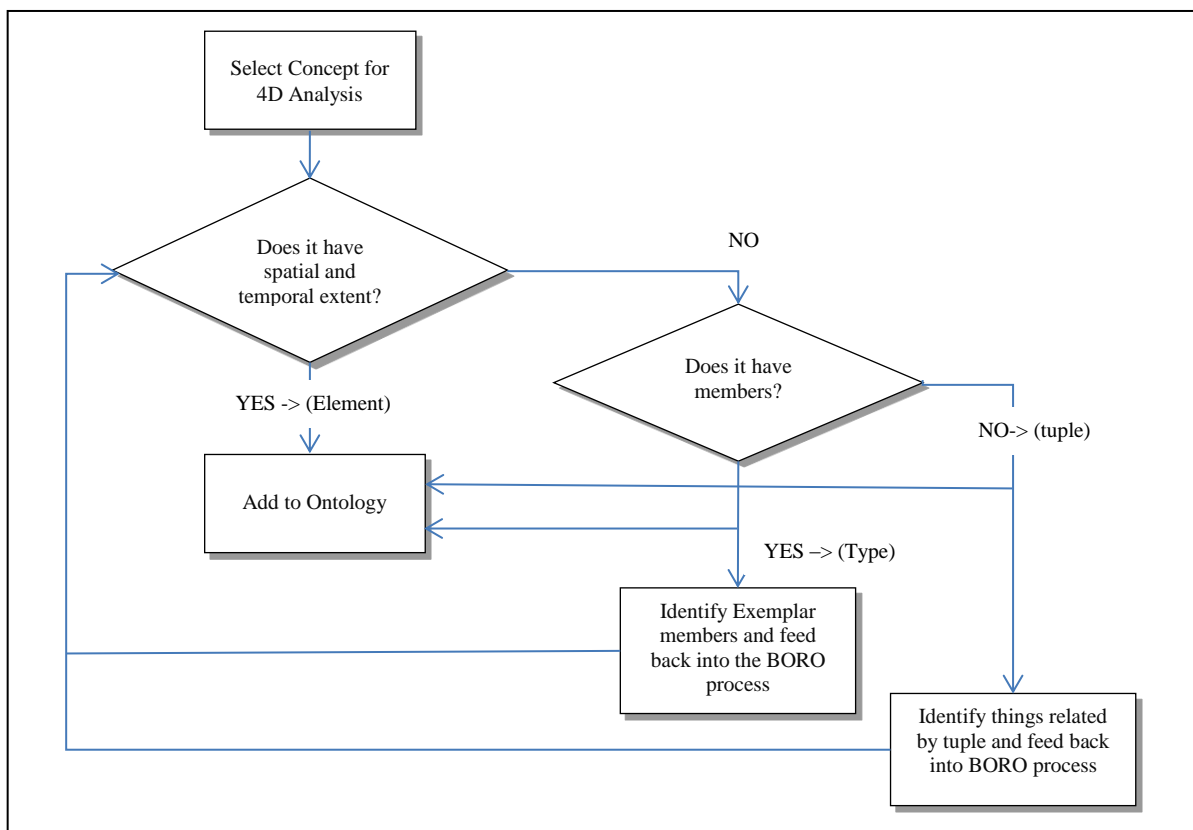 Select Concept for
4D Analysis
Does it have
spatial and
temporal extent?
NO
Does it have
members?
YES -> (Element)
NO-> (tuple)
Add to Ontology
YES –> (Type)
Identify Exemplar
members and feed
back into the BORO
process
Identify things related
by tuple and feed back
into BORO process